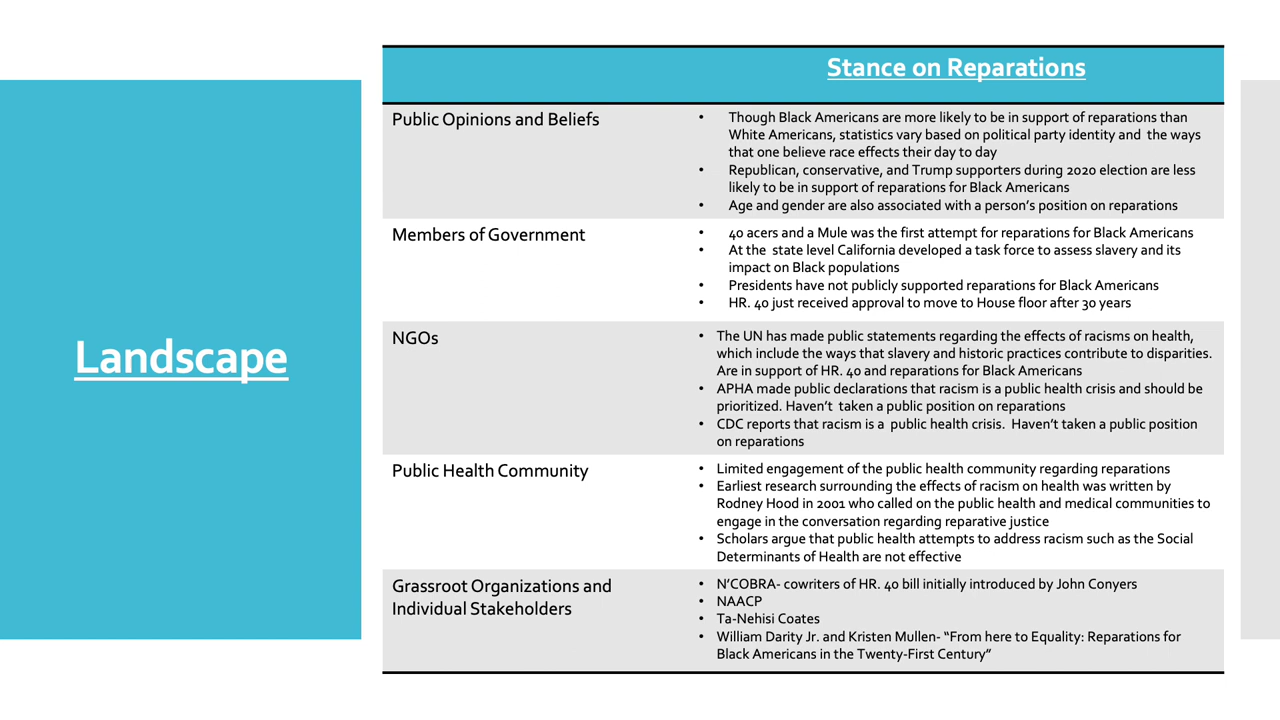 Landscape
Stance on Reparations
Public Opinions and Beliefs
• Though Black Americans are more likely to be in support of reparations than
White Americans, statistics vary based on political party identity and the ways
that one believe race effects their day to day
• Republican, conservative, and Trump supporters during 2020 election are less
likely to be in support of reparations for Black Americans
• Age and gender are also associated with a person's position on reparations
Members of Government
• 40 acers and a Mule was the first attempt for reparations for Black Americans
• At the state level California developed a task force to assess slavery and its
impact on Black populations
• Presidents have not publicly supported reparations for Black Americans
• HR. 40 just received approval to move to House floor after 30 years
NGOs
• The UN has made public statements regarding the effects of racisms on health,
which include the ways that slavery and historic practices contribute to disparities.
Are in support of HR. 40 and reparations for Black Americans
• APHA made public declarations that racism is a public health crisis and should be
prioritized. Haven't taken a public position on reparations
• CDC reports that racism is a public health crisis. Haven't taken a public position
on reparations
Public Health Community
• Limited engagement of the public health community regarding reparations
• Earliest research surrounding the effects of racism on health was written by
Rodney Hood in 2001 who called on the public health and medical communities to
engage in the conversation regarding reparative justice
• Scholars argue that public health attempts to address racism such as the Social
Determinants of Health are not effective
Grassroot Organizations and
Individual Stakeholders
• N'COBRA- cowriters of HR. 40 bill initially introduced by John Conyers
• NAACP
• Ta-Nehisi Coates
• William Darity Jr. and Kristen Mullen- "From here to Equality: Reparations for
Black Americans in the Twenty-First Century"